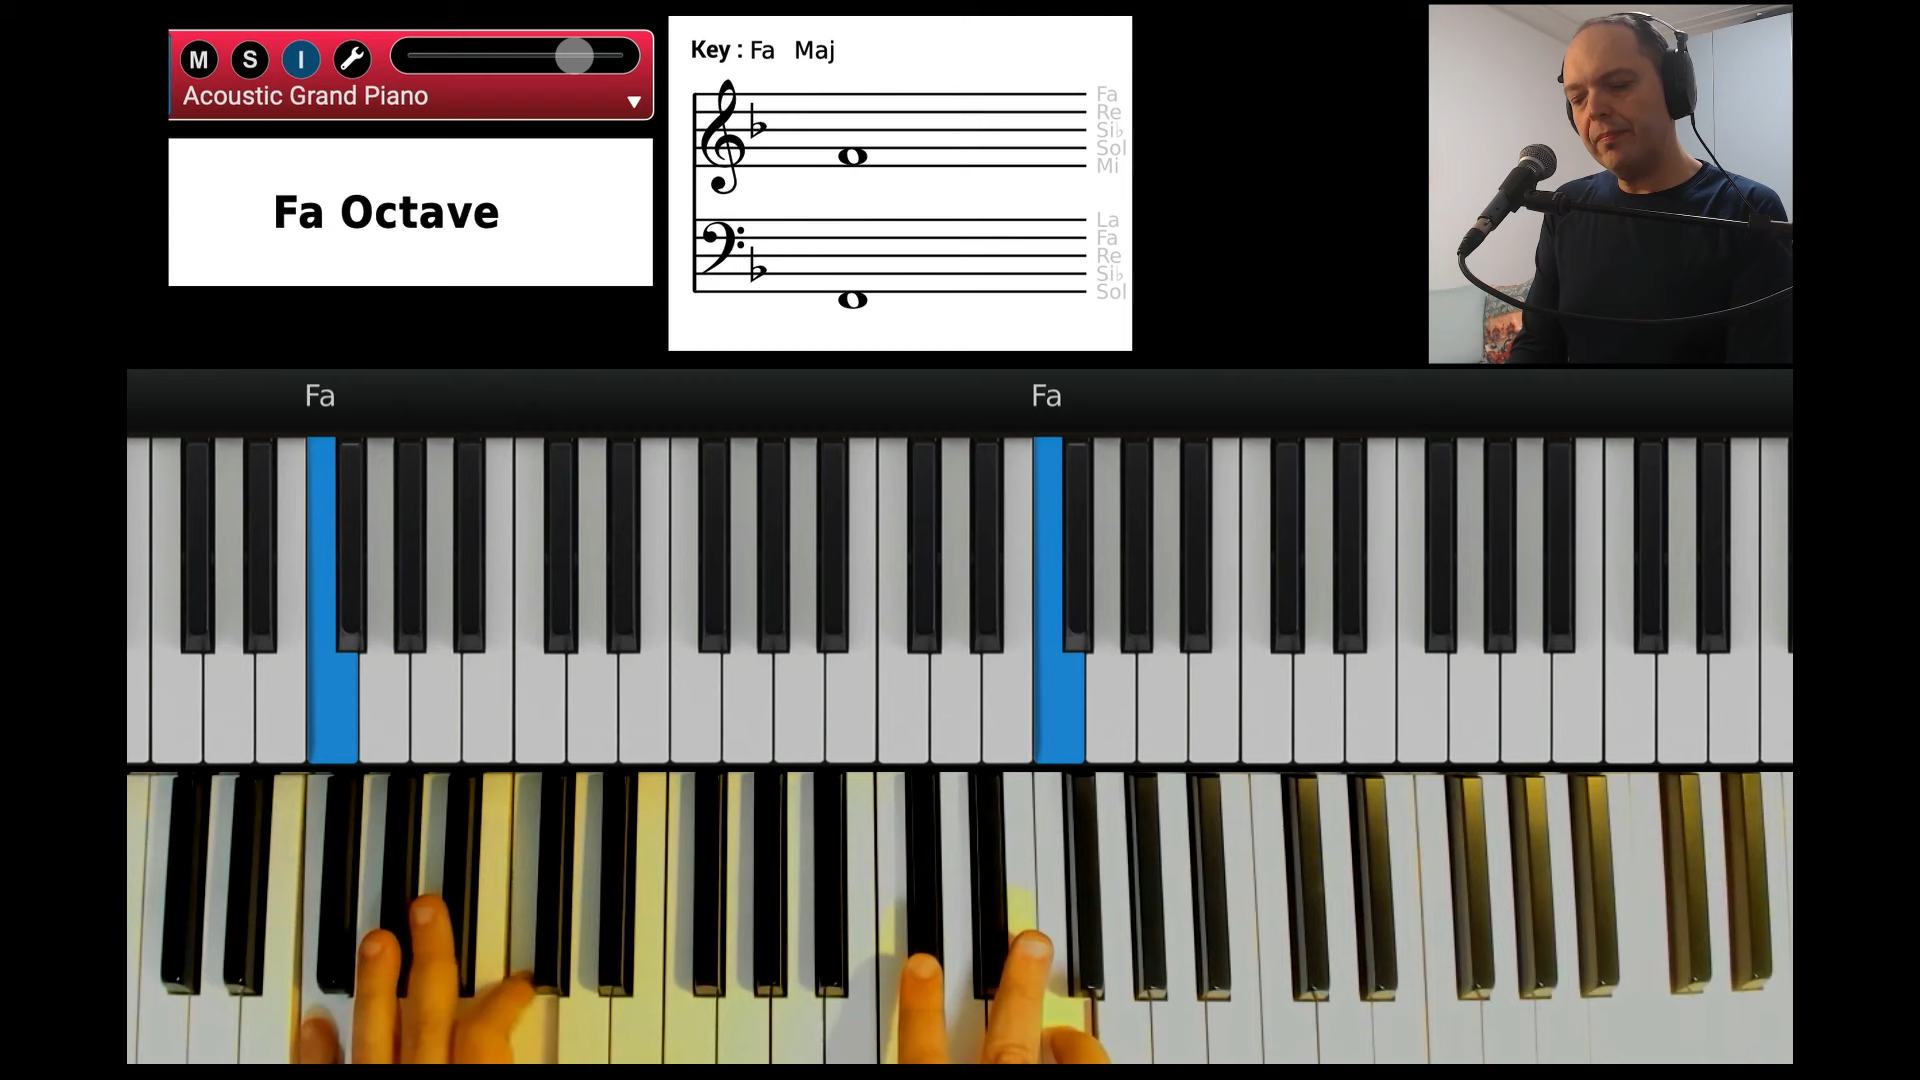 M S I
Acoustic Grand Piano
Fa Octave
Key : Fa Maj
Fa
Re
Si♭
Sol
Mi
La
Fa
Re
Si♭
Sol
Fa Fa